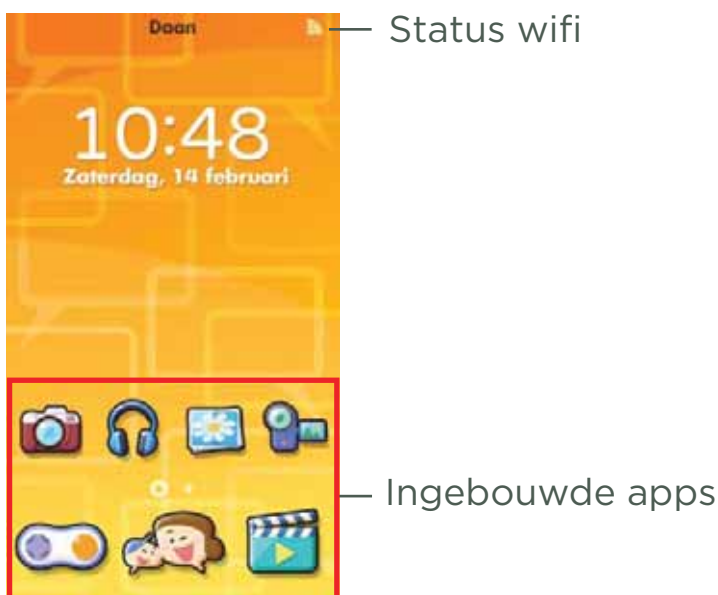 Daan
Status wifi
10:48
Zaterdag, 14 februari
Ingebouwde apps